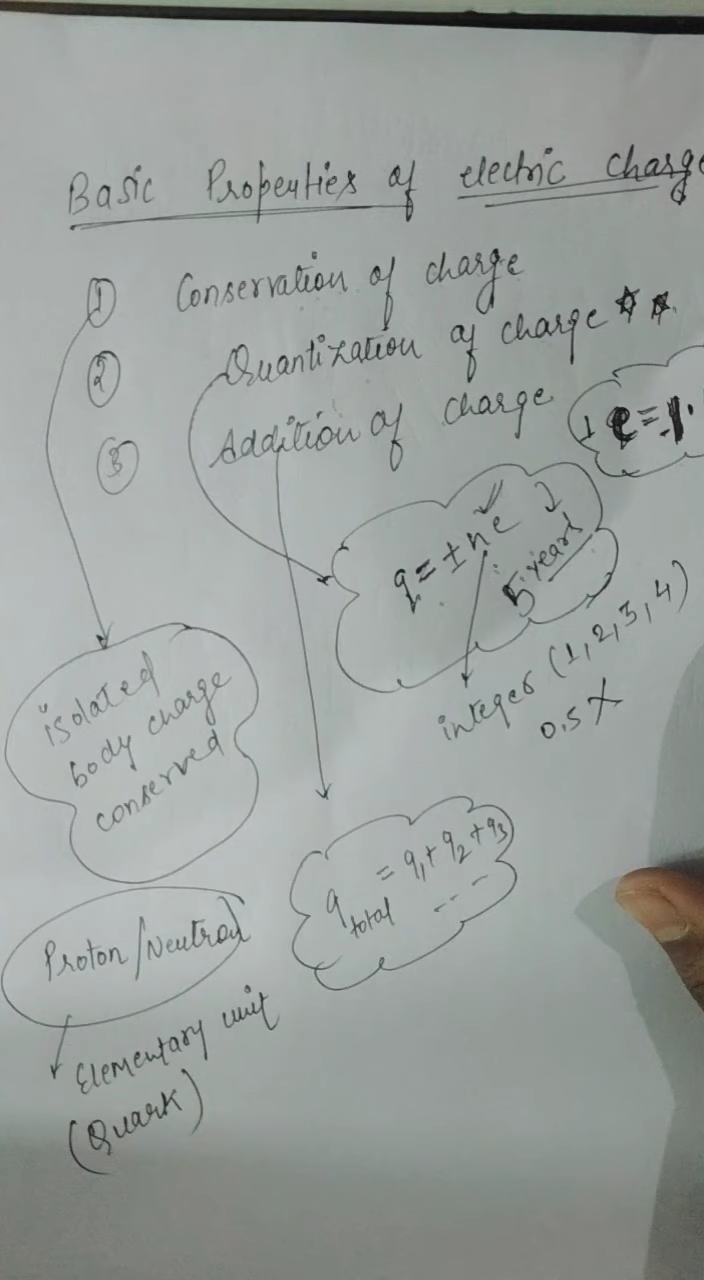 Basic Properties of electric charge
① Conservation of charge
② Quantization of charge ☆☆
③ Addition of charge
1 e = 1.
q = ± n e
5 years
integer (1,2,3,4)
0.5 X
isolated
body charge
conserved
q total = q1 + q2 + q3
----
Proton/Neutron
Elementary unit
(Quark)